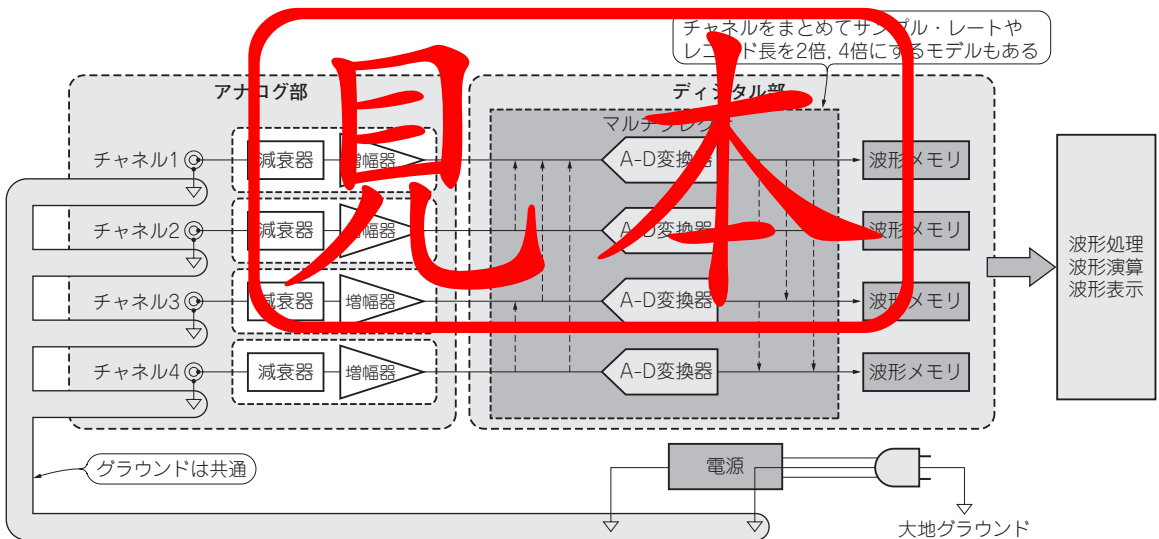 チャネルをまとめてサンプル・レートや
レコード長を2倍, 4倍にするモデルもある
アナログ部
ディジタル部
マルチプレクサ
チャネル1
減衰器
増幅器
A-D変換器
波形メモリ
チャネル2
減衰器
増幅器
A-D変換器
波形メモリ
チャネル3
減衰器
増幅器
A-D変換器
波形メモリ
チャネル4
減衰器
増幅器
A-D変換器
波形メモリ
波形処理
波形演算
波形表示
グラウンドは共通
電源
大地グラウンド
見本